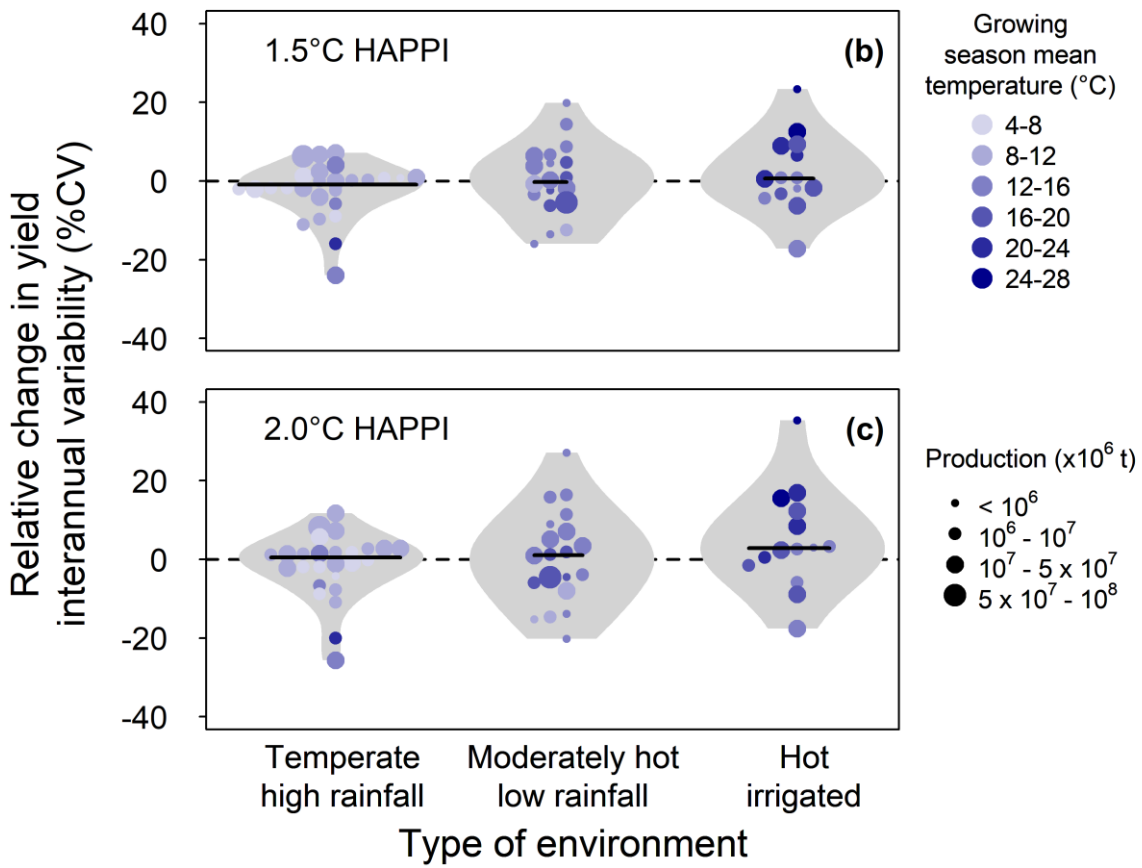 Relative change in yield
interannual variability (%CV)
40
20
0
-20
-40
1.5°C HAPPI
(b)
40
20
0
-20
-40
2.0°C HAPPI
(c)
Temperate
high rainfall
Moderately hot
low rainfall
Hot
irrigated
Type of environment
Growing
season mean
temperature (°C)
4-8
8-12
12-16
16-20
20-24
24-28
Production (x10⁶ t)
< 10⁶
10⁶ - 10⁷
10⁷ - 5 x 10⁷
5 x 10⁷ - 10⁸